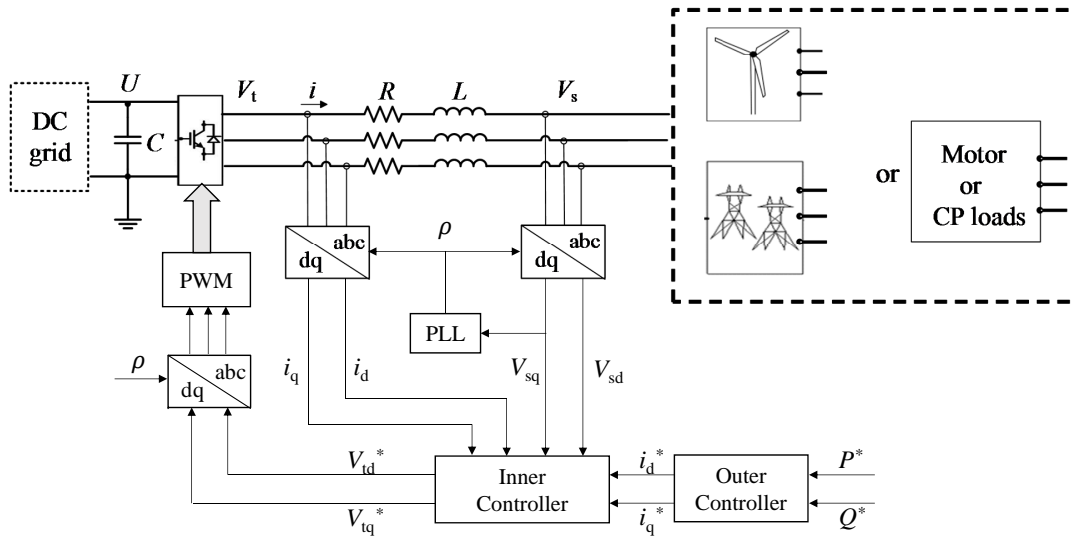 U
V_t
i
R
L
V_s
DC
grid
C
or
Motor
or
CP loads
abc
dq
ρ
abc
dq
PWM
PLL
ρ
abc
dq
i_q
i_d
V_sq
V_sd
V_td*
V_tq*
Inner
Controller
i_d*
i_q*
Outer
Controller
P*
Q*